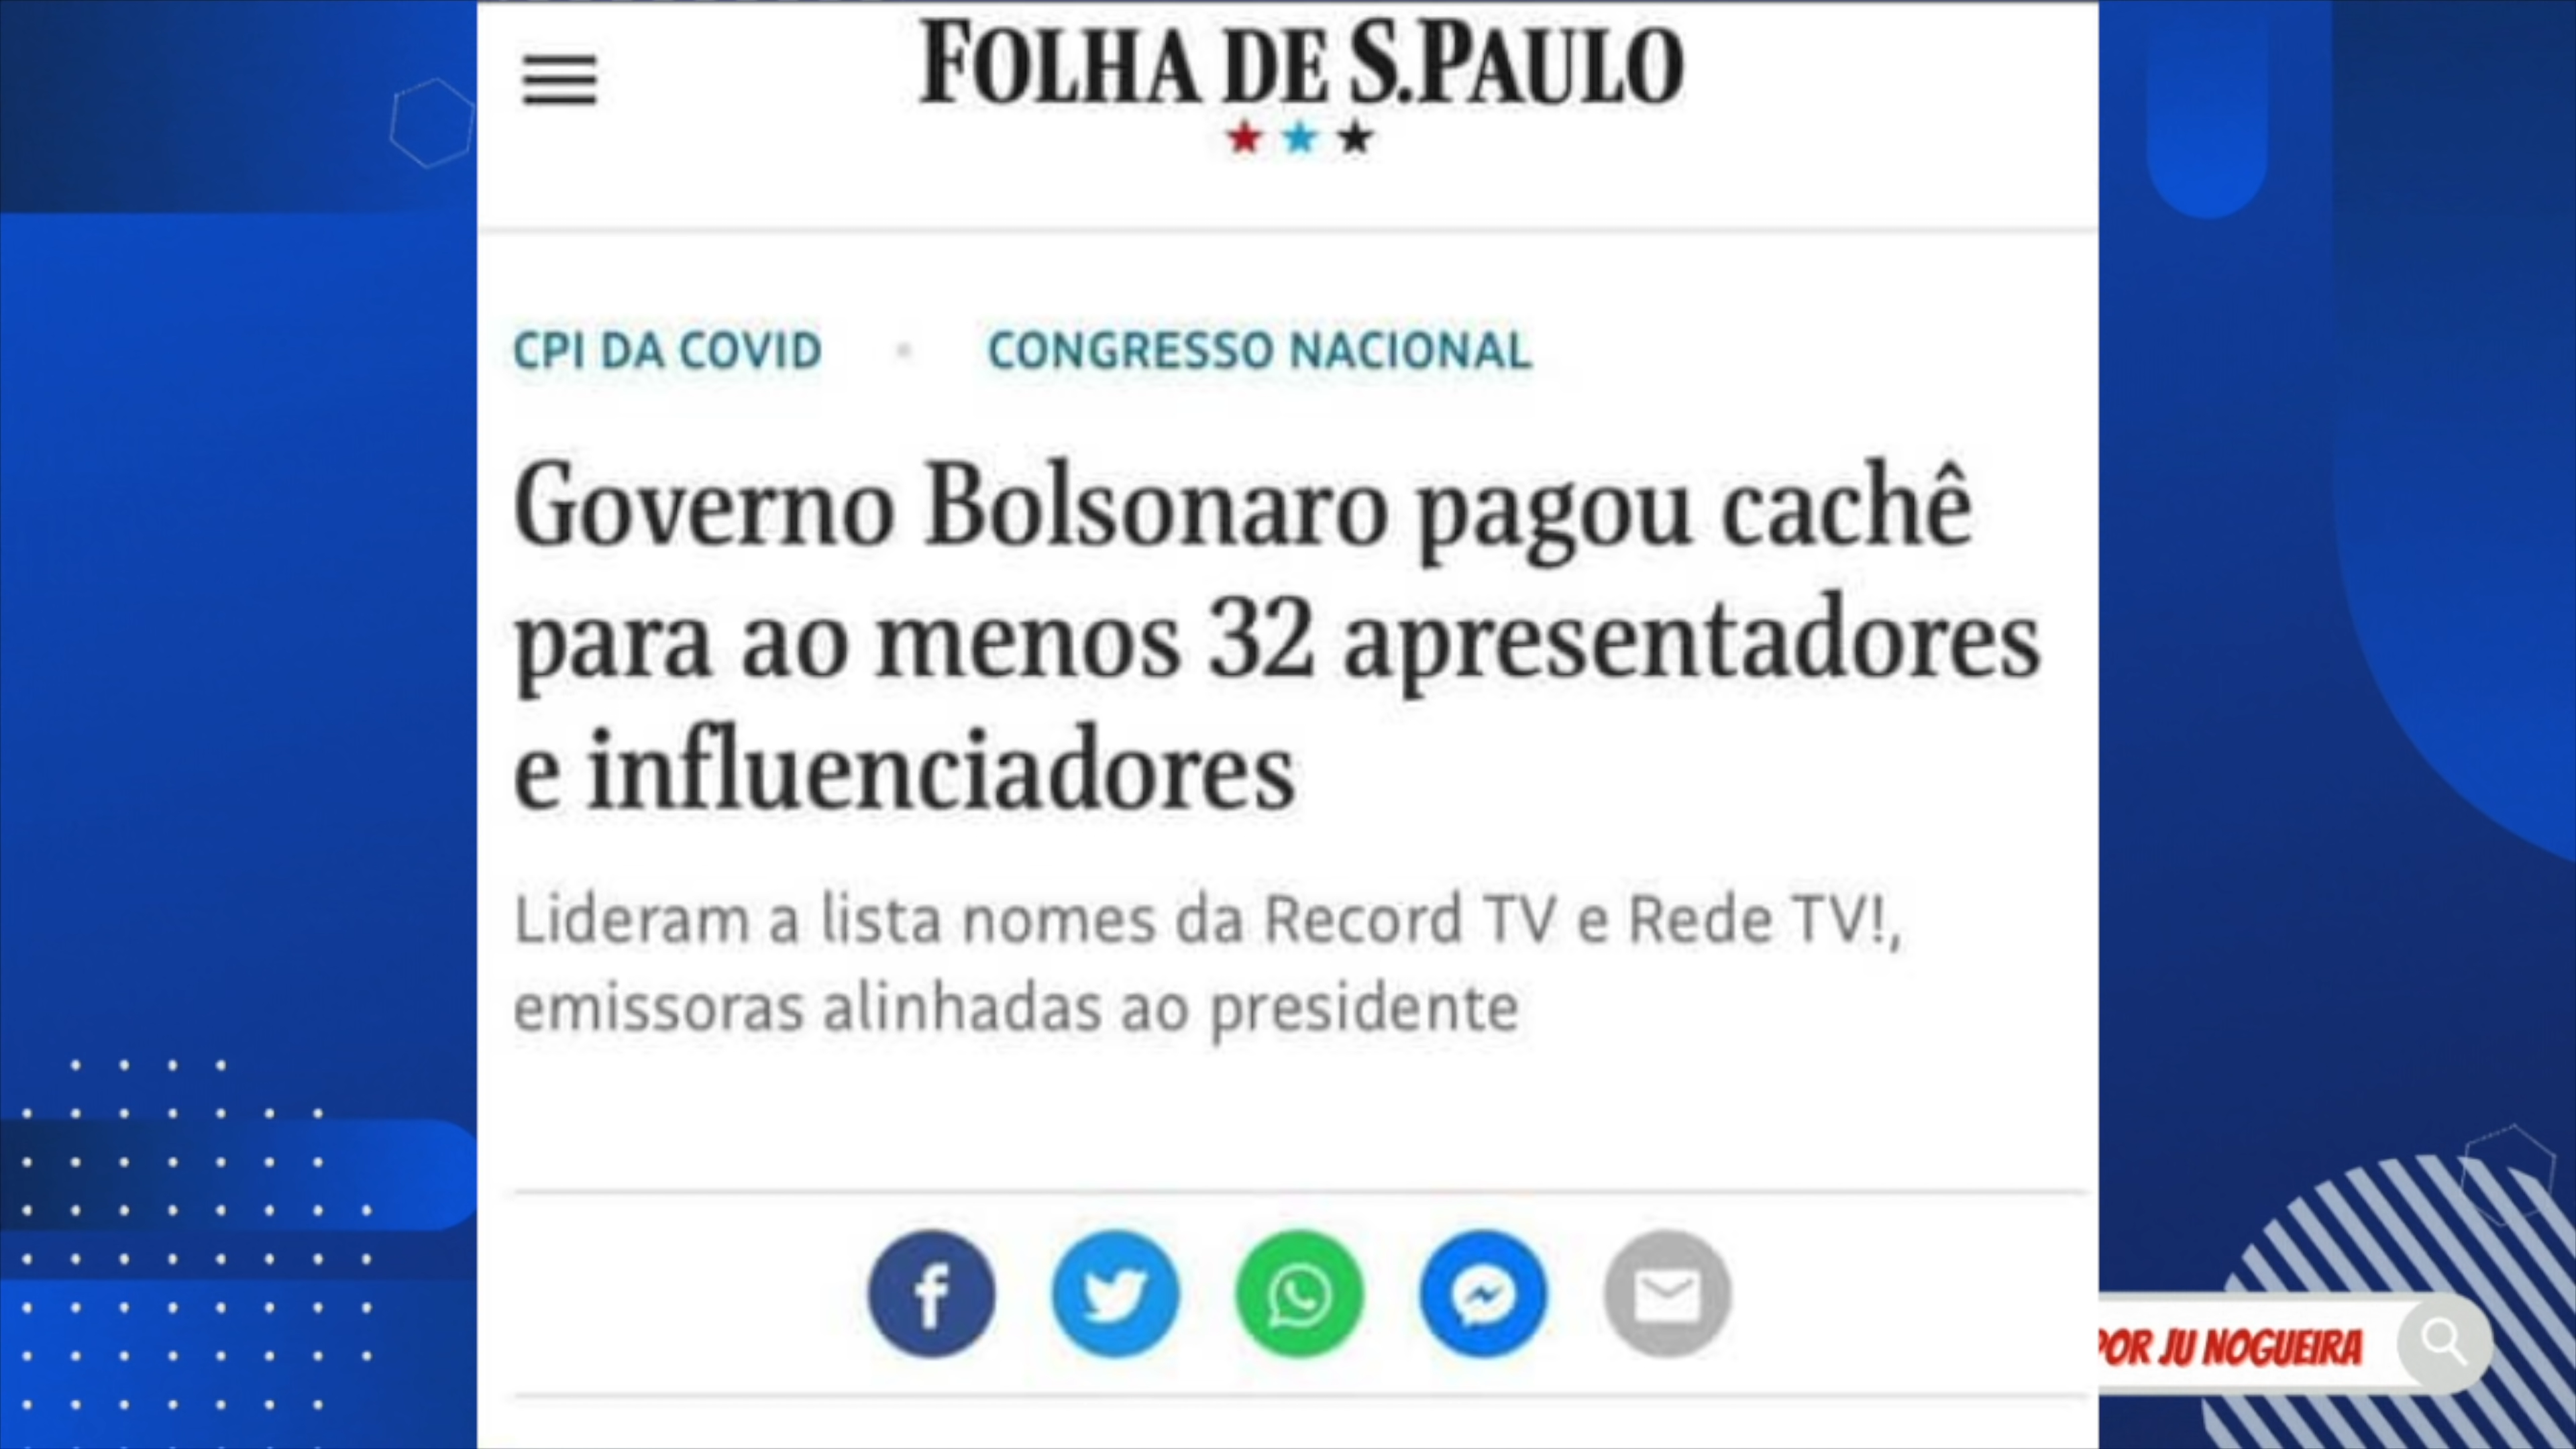 FOLHA DE S.PAULO
CPI DA COVID • CONGRESSO NACIONAL
Governo Bolsonaro pagou cachê
para ao menos 32 apresentadores
e influenciadores
Lideram a lista nomes da Record TV e Rede TV!,
emissoras alinhadas ao presidente
POR JU NOGUEIRA